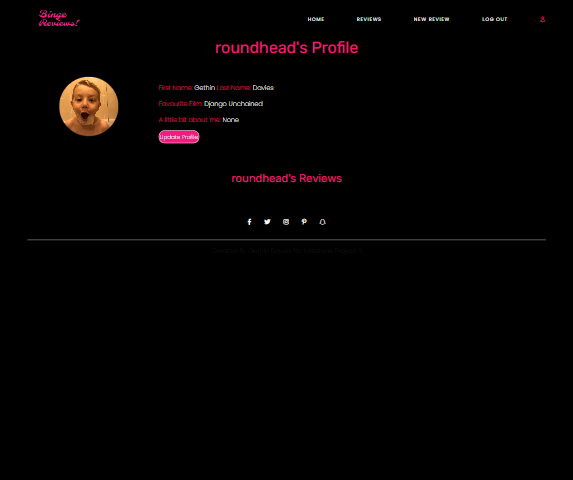 Binge
Reviews!
HOME
REVIEWS
NEW REVIEW
LOG OUT
roundhead's Profile
First Name: Gethin Last Name: Davies
Favourite Film: Django Unchained
A little bit about me: None
Update Profile
roundhead's Reviews